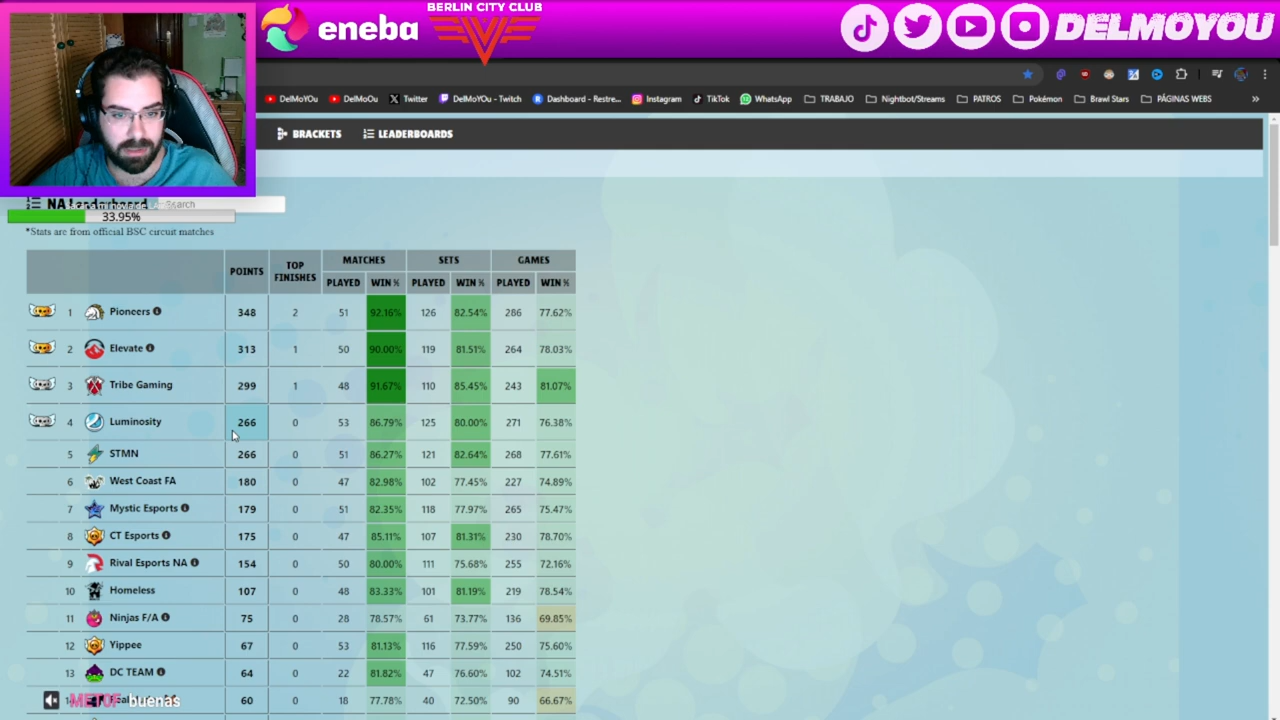 BERLIN CITY CLUB
eneba
DELMOYOU
DelMoYOu
DelMoOu
Twitter
DelMoYOu - Twitch
Dashboard - Restre...
Instagram
TikTok
WhatsApp
TRABAJO
Nightbot/Streams
PATROS
Pokémon
Brawl Stars
PÁGINAS WEBS
BRACKETS
LEADERBOARDS
NA Leaderboard
Search
33.95%
*Stats are from official BSC circuit matches
POINTS TOP FINISHES MATCHES SETS GAMES
PLAYED WIN % PLAYED WIN % PLAYED WIN %
1 Pioneers 348 2 51 92.16% 126 82.54% 286 77.62%
2 Elevate 313 1 50 90.00% 119 81.51% 264 78.03%
3 Tribe Gaming 299 1 48 91.67% 110 85.45% 243 81.07%
4 Luminosity 266 0 53 86.79% 125 80.00% 271 76.38%
5 STMN 266 0 51 86.27% 121 82.64% 268 77.61%
6 West Coast FA 180 0 47 82.98% 102 77.45% 227 74.89%
7 Mystic Esports 179 0 51 82.35% 118 77.97% 265 75.47%
8 CT Esports 175 0 47 85.11% 107 81.31% 230 78.70%
9 Rival Esports NA 154 0 50 80.00% 111 75.68% 255 72.16%
10 Homeless 107 0 48 83.33% 101 81.19% 219 78.54%
11 Ninjas F/A 75 0 28 78.57% 61 73.77% 136 69.85%
12 Yippee 67 0 53 81.13% 116 77.59% 250 75.60%
13 DC TEAM 64 0 22 81.82% 47 76.60% 102 74.51%
60 0 18 77.78% 40 72.50% 90 66.67%
buenas